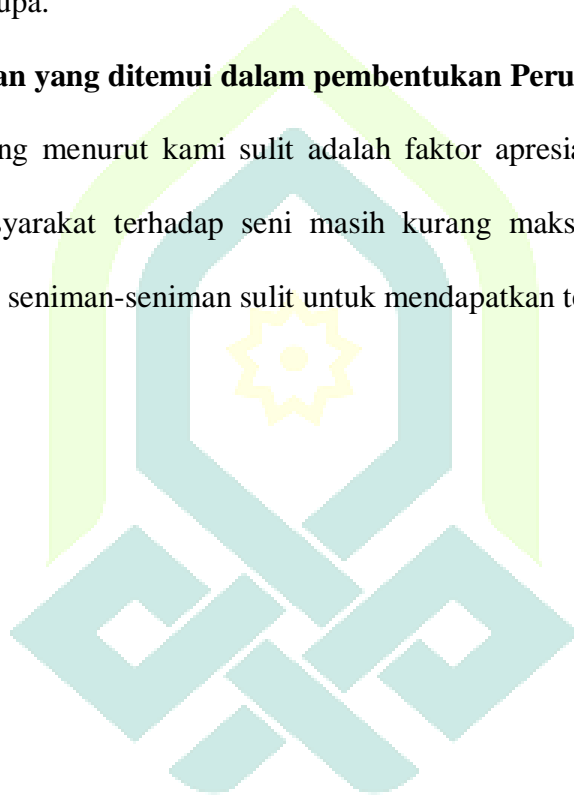 upa.
an yang ditemui dalam pembentukan Peru
ng menurut kami sulit adalah faktor apresia
syarakat terhadap seni masih kurang maks
seniman-seniman sulit untuk mendapatkan te